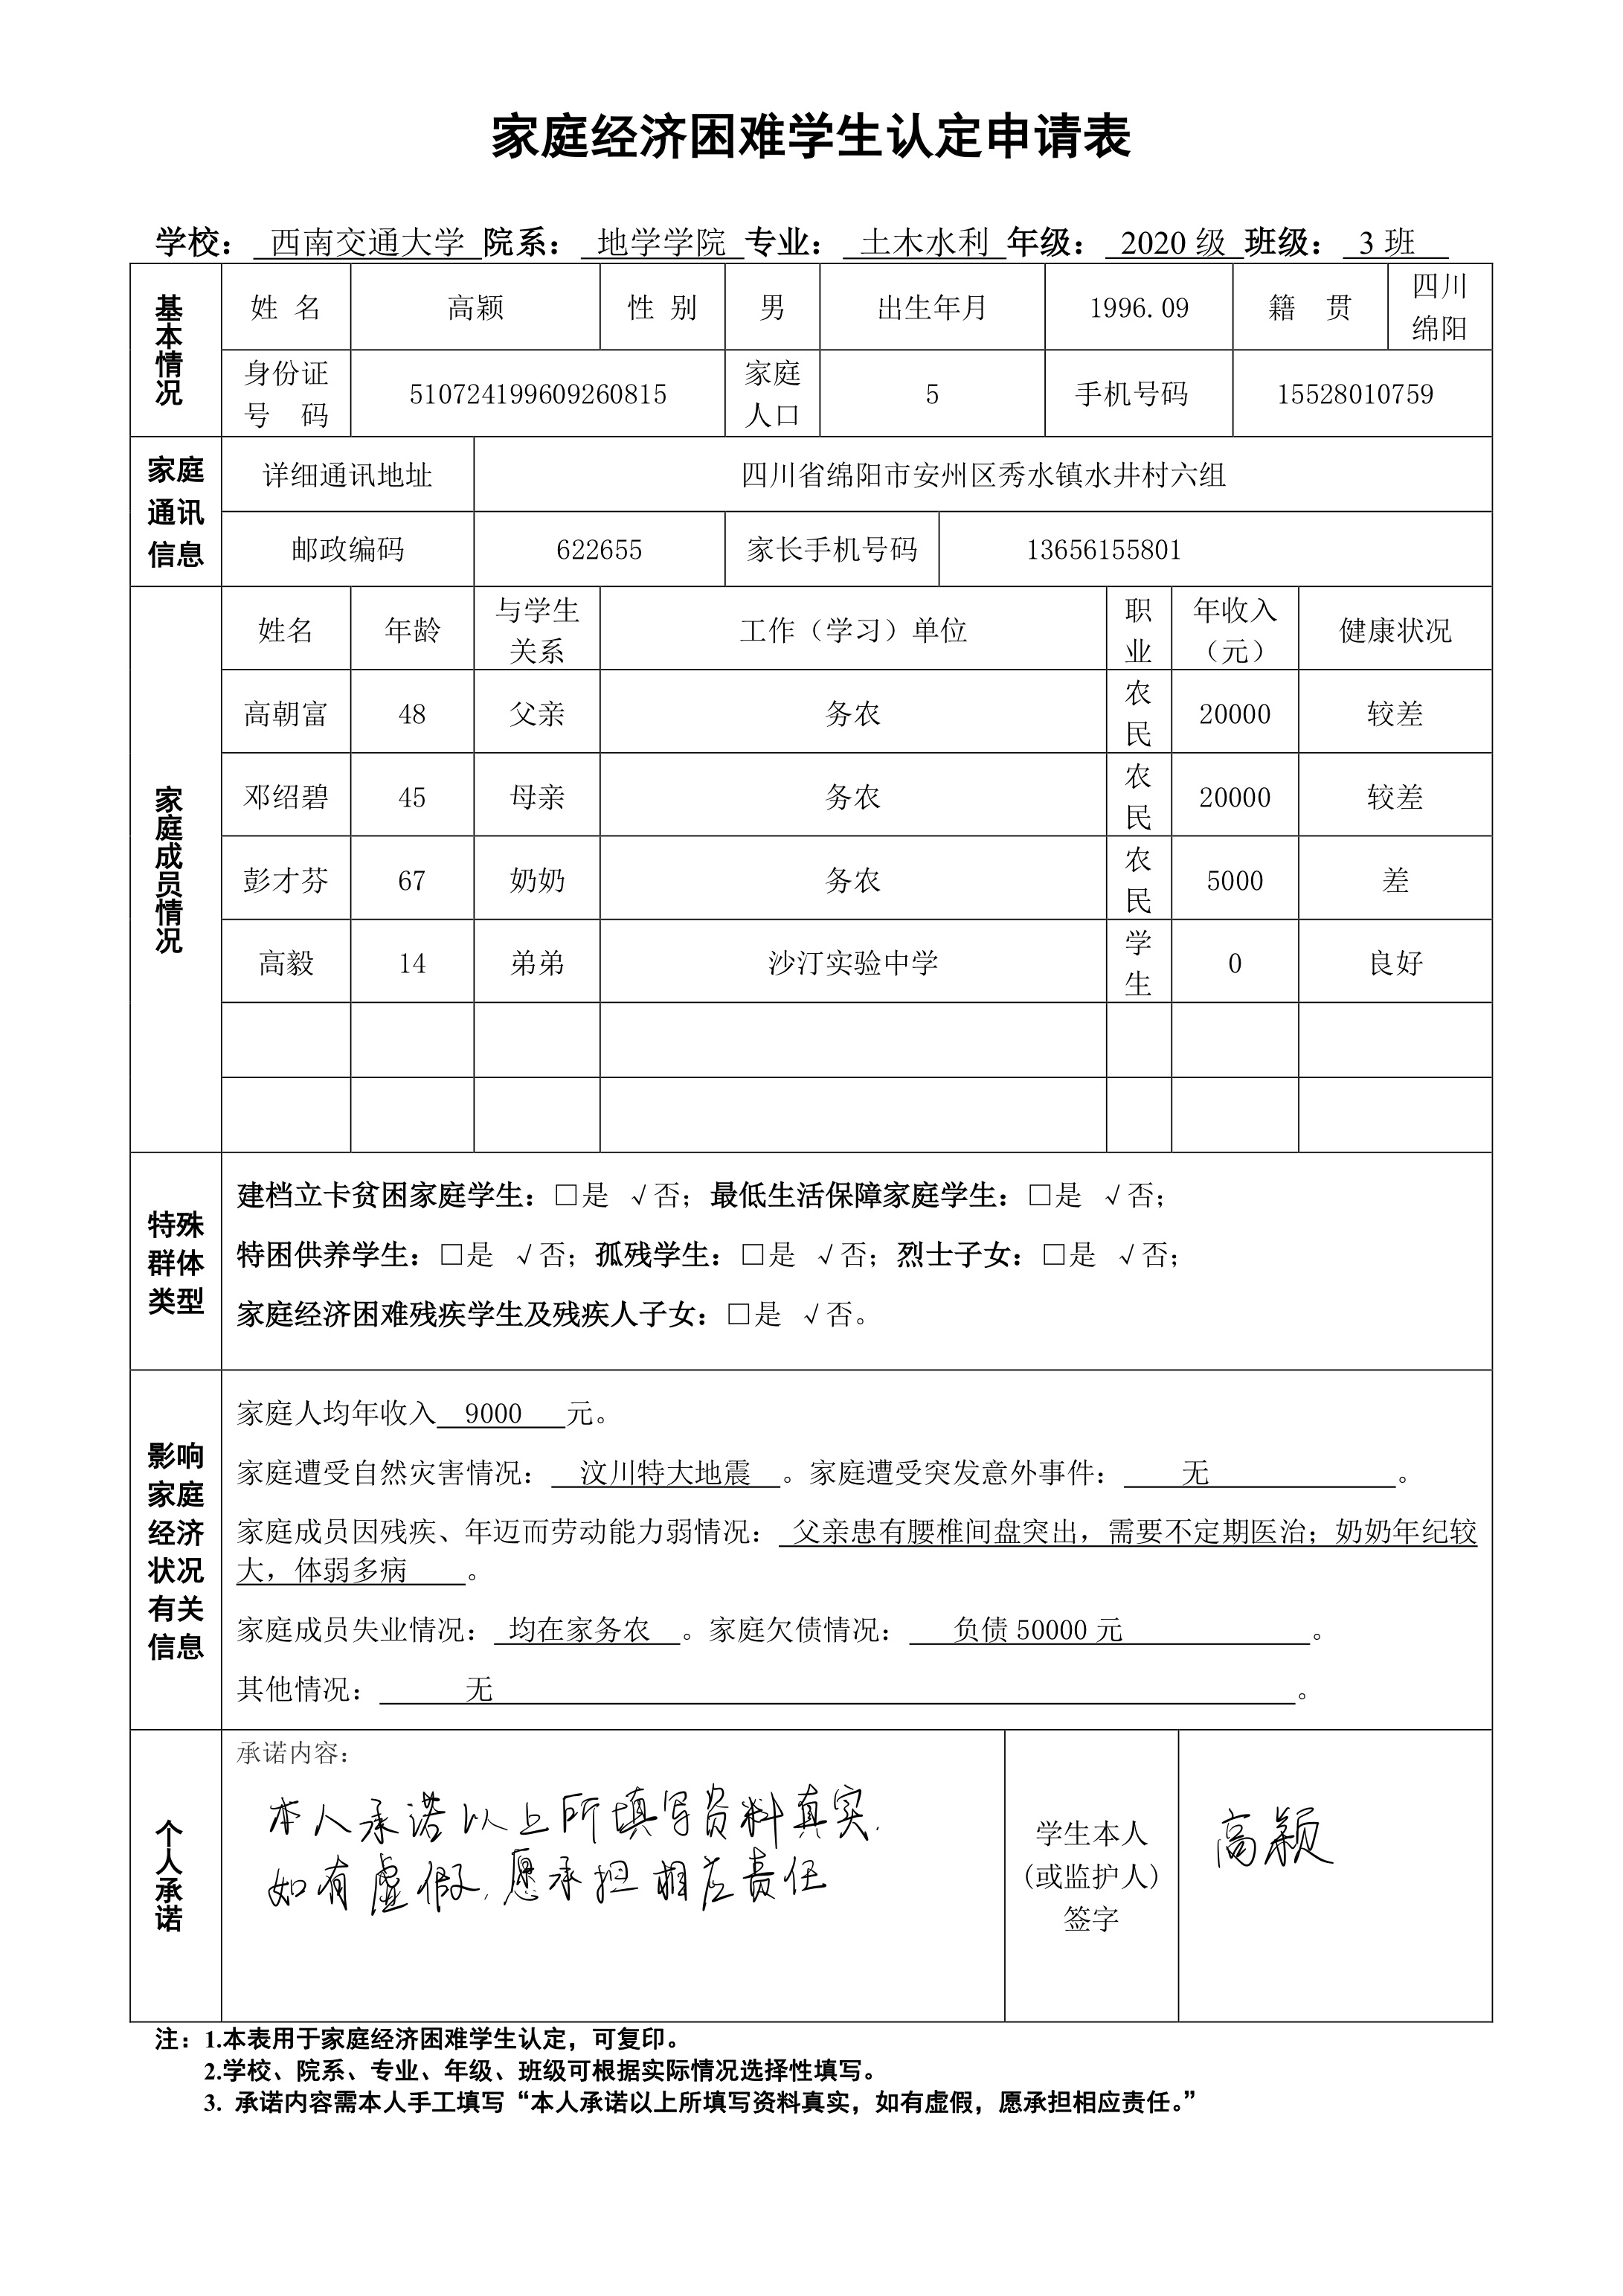 家庭经济困难学生认定申请表
学校： 西南交通大学 院系： 地学学院 专业： 土木水利 年级： 2020 级 班级： 3 班
基本情况
姓 名 高颖 性 别 男 出生年月 1996.09 籍 贯 四川绵阳
身份证号 码 510724199609260815 家庭人口 5 手机号码 15528010759
家庭通讯信息
详细通讯地址 四川省绵阳市安州区秀水镇水井村六组
邮政编码 622655 家长手机号码 13656155801
家庭成员情况
姓名 年龄 与学生关系 工作（学习）单位 职业 年收入（元） 健康状况
高朝富 48 父亲 务农 农民 20000 较差
邓绍碧 45 母亲 务农 农民 20000 较差
彭才芬 67 奶奶 务农 农民 5000 差
高毅 14 弟弟 沙汀实验中学 学生 0 良好
特殊群体类型
建档立卡贫困家庭学生：□是 √否；最低生活保障家庭学生：□是 √否；
特困供养学生：□是 √否；孤残学生：□是 √否；烈士子女：□是 √否；
家庭经济困难残疾学生及残疾人子女：□是 √否。
影响家庭经济状况有关信息
家庭人均年收入 9000 元。
家庭遭受自然灾害情况： 汶川特大地震 。家庭遭受突发意外事件： 无 。
家庭成员因残疾、年迈而劳动能力弱情况： 父亲患有腰椎间盘突出，需要不定期医治；奶奶年纪较
大，体弱多病 。
家庭成员失业情况： 均在家务农 。家庭欠债情况： 负债 50000 元 。
其他情况： 无 。
个人承诺
承诺内容：
本人承诺以上所填写资料真实，
如有虚假，愿承担相应责任
学生本人
（或监护人）
签字
高颖
注：1.本表用于家庭经济困难学生认定，可复印。
2.学校、院系、专业、年级、班级可根据实际情况选择性填写。
3. 承诺内容需本人手工填写“本人承诺以上所填写资料真实，如有虚假，愿承担相应责任。”